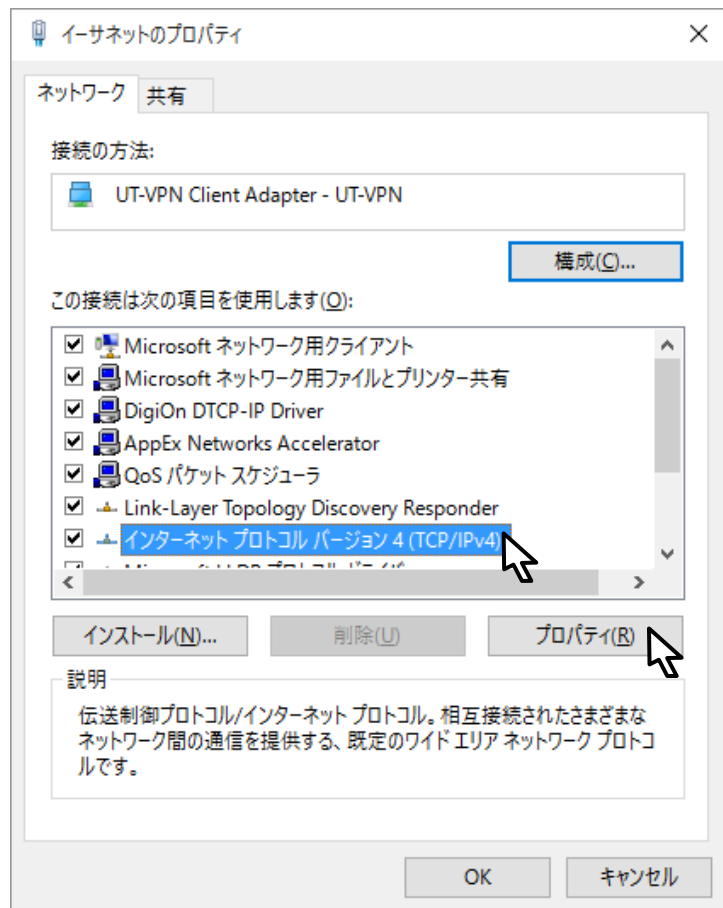 イーサネットのプロパティ
ネットワーク 共有
接続の方法:
UT-VPN Client Adapter - UT-VPN
構成(C)...
この接続は次の項目を使用します(O):
Microsoft ネットワーク用クライアント
Microsoft ネットワーク用ファイルとプリンター共有
DigiOn DTCP-IP Driver
AppEx Networks Accelerator
QoS パケット スケジューラ
Link-Layer Topology Discovery Responder
インターネット プロトコル バージョン 4 (TCP/IPv4)
インストール(N)... 削除(U) プロパティ(R)
説明
伝送制御プロトコル/インターネット プロトコル。相互接続されたさまざまな
ネットワーク間の通信を提供する、既定のワイド エリア ネットワーク プロトコ
ルです。
OK キャンセル